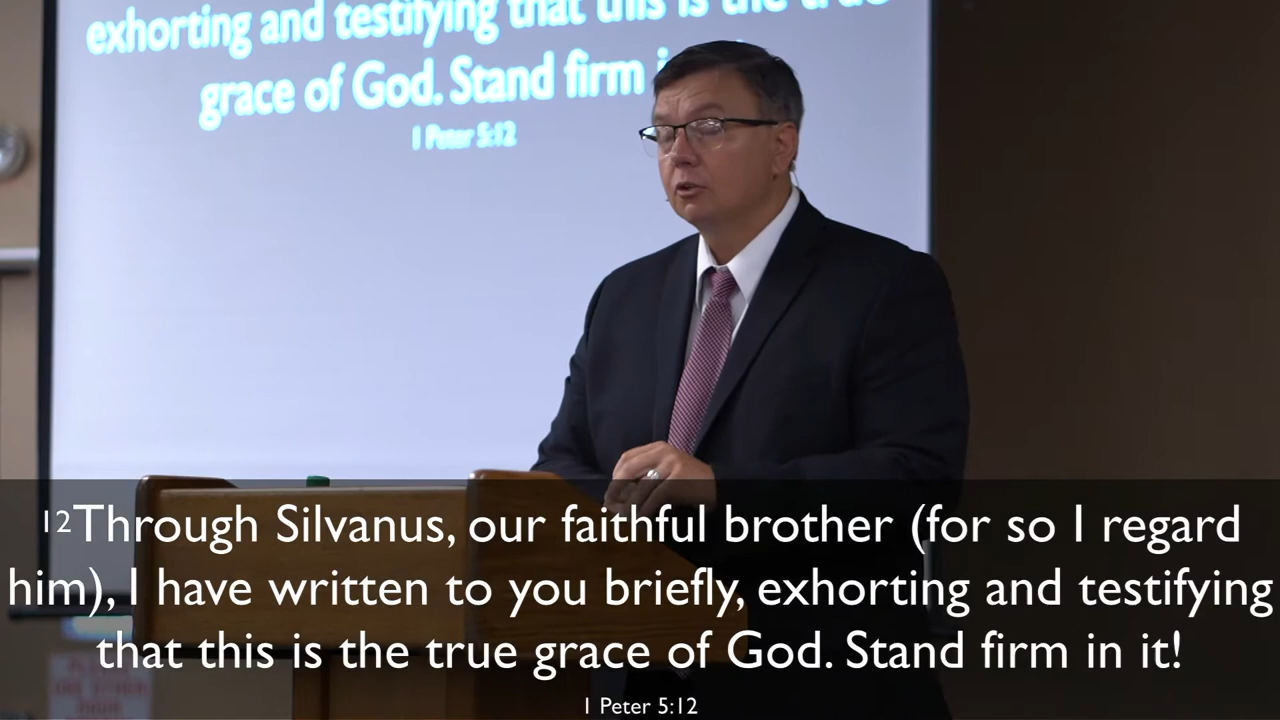 exhorting and testifying that this is the true
grace of God. Stand firm
1 Peter 5:12
12Through Silvanus, our faithful brother (for so I regard
him), I have written to you briefly, exhorting and testifying
that this is the true grace of God. Stand firm in it!
1 Peter 5:12